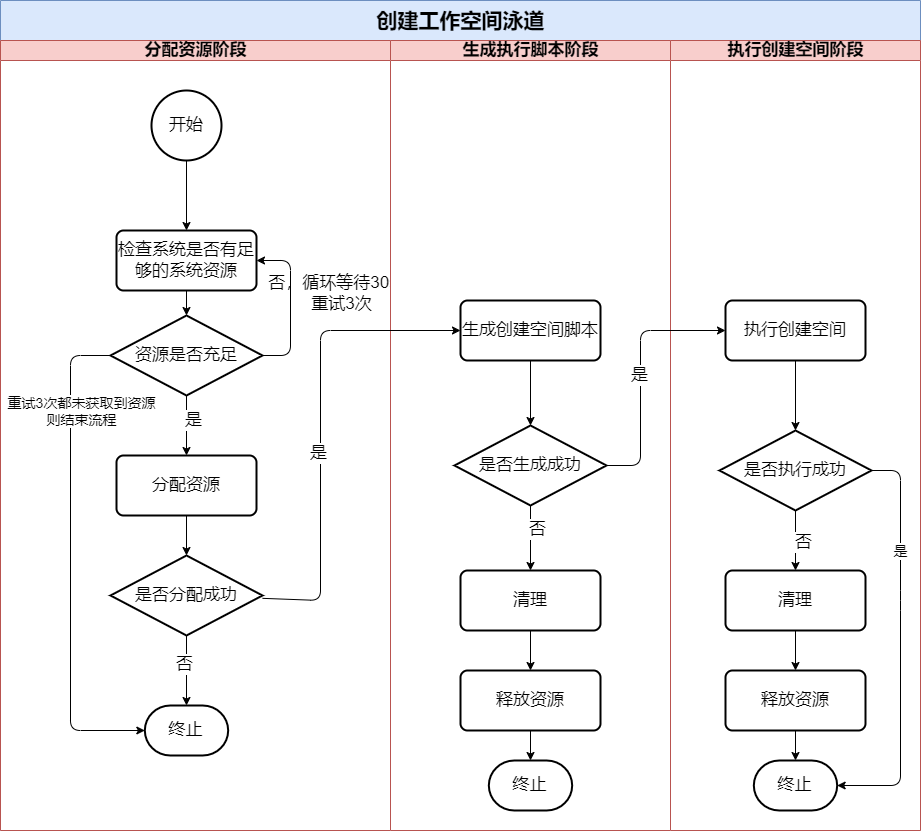 创建工作空间泳道
分配资源阶段
生成执行脚本阶段
执行创建空间阶段
开始
检查系统是否有足
够的系统资源
否，循环等待30
重试3次
资源是否充足
重试3次都未获取到资源
则结束流程
是
分配资源
是否分配成功
否
终止
是
生成创建空间脚本
是否生成成功
否
清理
释放资源
终止
是
执行创建空间
是否执行成功
否
清理
释放资源
终止
是